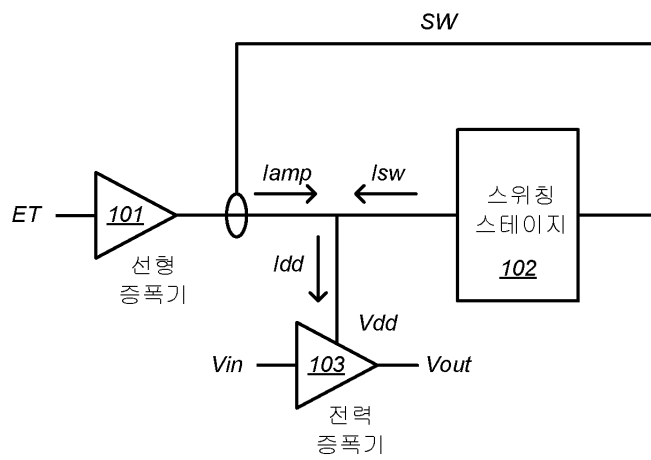 SW
Iamp
Isw
ET
101
선형
증폭기
스위칭
스테이지
102
Idd
Vdd
Vin
103
Vout
전력
증폭기